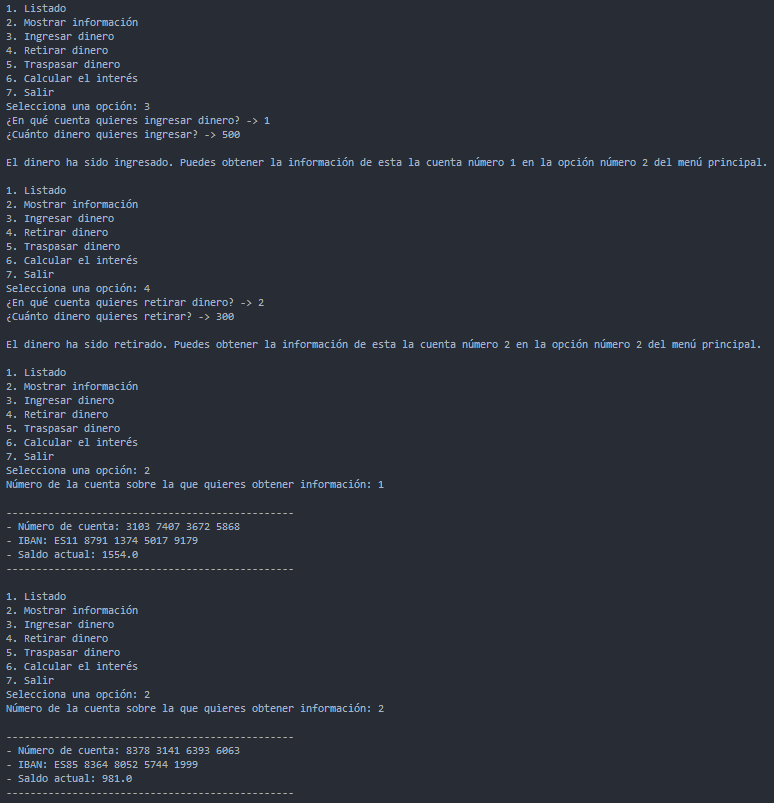 1. Listado
2. Mostrar información
3. Ingresar dinero
4. Retirar dinero
5. Traspasar dinero
6. Calcular el interés
7. Salir
Selecciona una opción: 3
¿En qué cuenta quieres ingresar dinero? -> 1
¿Cuánto dinero quieres ingresar? -> 500
El dinero ha sido ingresado. Puedes obtener la información de esta la cuenta número 1 en la opción número 2 del menú principal.
1. Listado
2. Mostrar información
3. Ingresar dinero
4. Retirar dinero
5. Traspasar dinero
6. Calcular el interés
7. Salir
Selecciona una opción: 4
¿En qué cuenta quieres retirar dinero? -> 2
¿Cuánto dinero quieres retirar? -> 300
El dinero ha sido retirado. Puedes obtener la información de esta la cuenta número 2 en la opción número 2 del menú principal.
1. Listado
2. Mostrar información
3. Ingresar dinero
4. Retirar dinero
5. Traspasar dinero
6. Calcular el interés
7. Salir
Selecciona una opción: 2
Número de la cuenta sobre la que quieres obtener información: 1
------------------------------------------------
- Número de cuenta: 3103 7407 3672 5868
- IBAN: ES11 8791 1374 5017 9179
- Saldo actual: 1554.0
------------------------------------------------
1. Listado
2. Mostrar información
3. Ingresar dinero
4. Retirar dinero
5. Traspasar dinero
6. Calcular el interés
7. Salir
Selecciona una opción: 2
Número de la cuenta sobre la que quieres obtener información: 2
------------------------------------------------
- Número de cuenta: 8378 3141 6393 6063
- IBAN: ES85 8364 8052 5744 1999
- Saldo actual: 981.0
------------------------------------------------